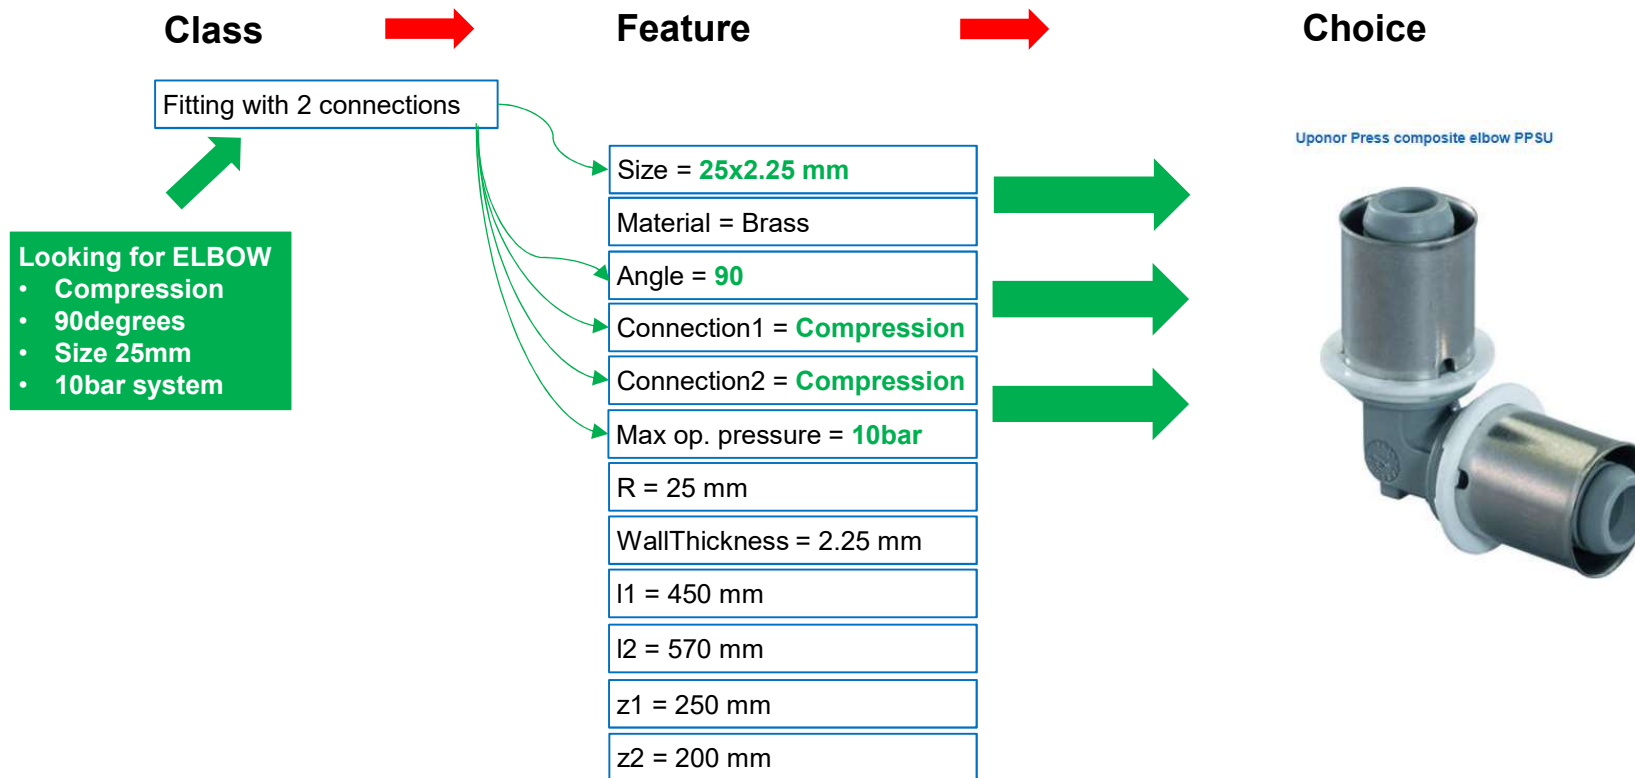 Class
Feature
Choice
Fitting with 2 connections
Looking for ELBOW
• Compression
• 90degrees
• Size 25mm
• 10bar system
Size = 25x2.25 mm
Material = Brass
Angle = 90
Connection1 = Compression
Connection2 = Compression
Max op. pressure = 10bar
R = 25 mm
WallThickness = 2.25 mm
l1 = 450 mm
l2 = 570 mm
z1 = 250 mm
z2 = 200 mm
Uponor Press composite elbow PPSU